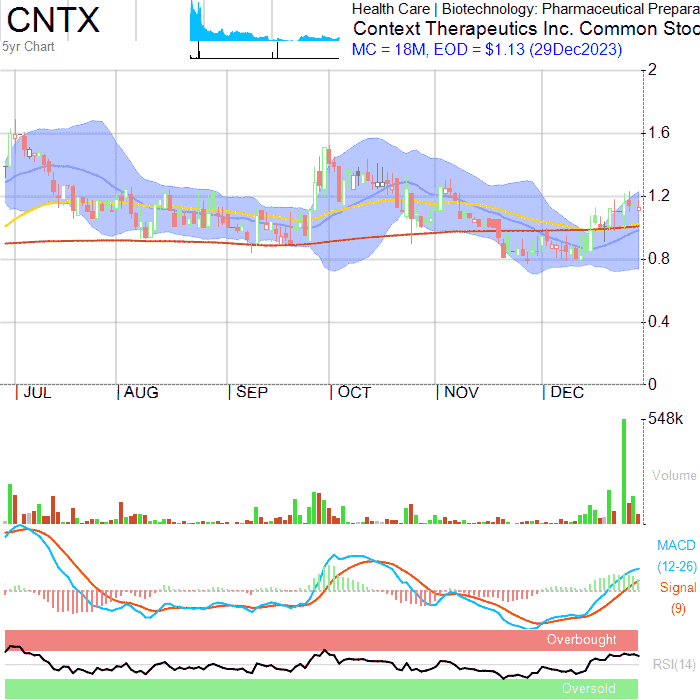 CNTX
5yr Chart
Health Care | Biotechnology: Pharmaceutical Prepara
Context Therapeutics Inc. Common Stoc
MC = 18M, EOD = $1.13 (29Dec2023)
2
1.6
1.2
0.8
0.4
0
JUL AUG SEP OCT NOV DEC
548k
Volume
MACD
(12-26)
Signal
(9)
Overbought
RSI(14)
Oversold